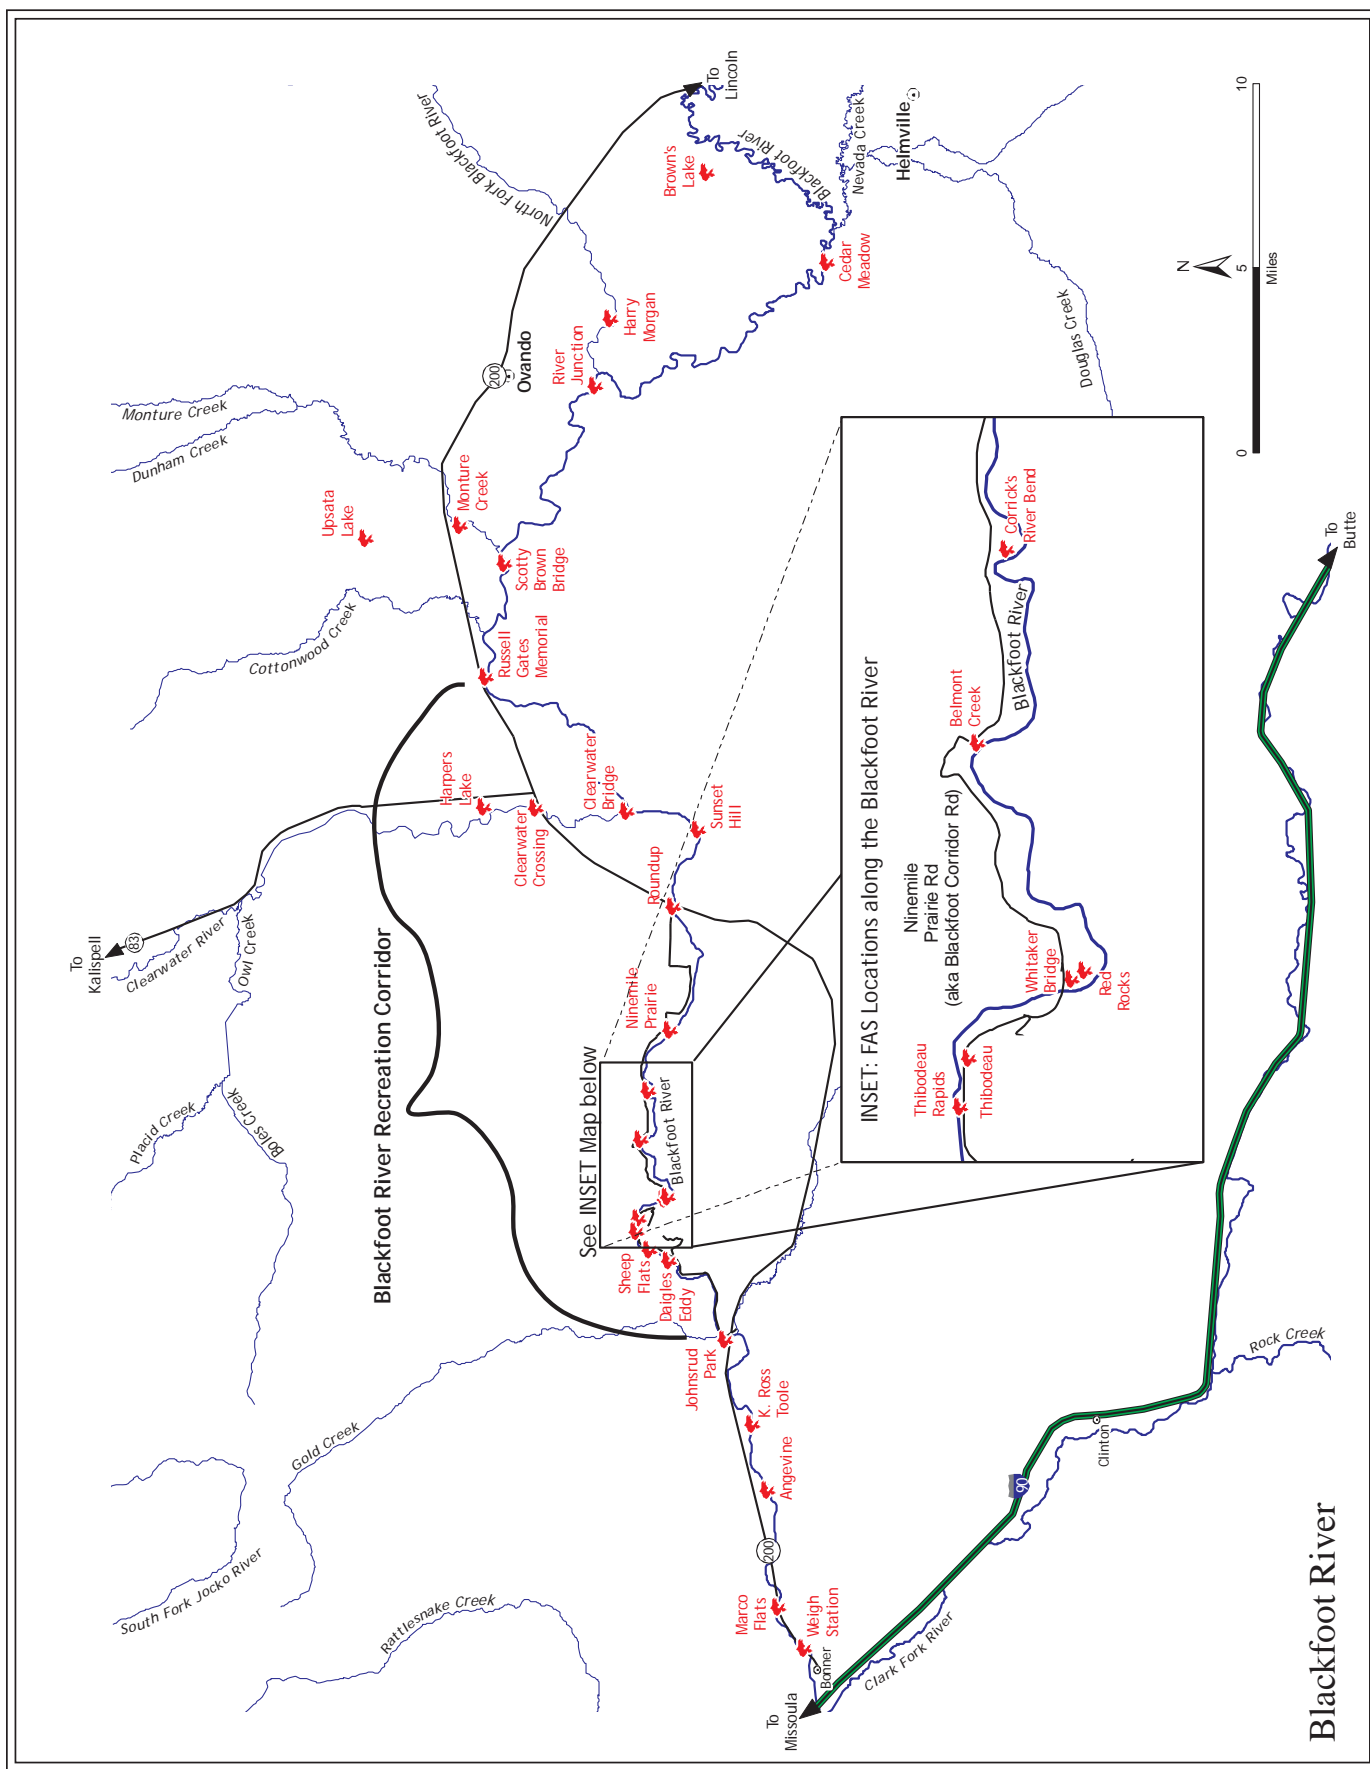 To
Kalispell
83
Clearwater River
Owl Creek
Placid Creek
Boles Creek
South Fork Jocko River
Rattlesnake Creek
Gold Creek
Blackfoot River Recreation Corridor
Cottonwood Creek
Upsata
Lake
Dunham Creek
Monture Creek
Monture
Creek
200
Ovando
North Fork Blackfoot River
To
Lincoln
Brown's
Lake
Blackfoot River
Nevada Creek
Helmville
Cedar
Meadow
Harry
Morgan
River
Junction
Scotty
Brown
Bridge
Russell
Gates
Memorial
Harpers
Lake
Clearwater
Crossing
Clearwater
Bridge
Sunset
Hill
Roundup
Ninemile
Prairie
See INSET Map below
Blackfoot River
Sheep
Flats
Daigles
Eddy
Johnsrud
Park
K. Ross
Toole
Angevine
200
Marco
Flats
Weigh
Station
Bonner
To
Missoula
Clark Fork River
90
Clinton
Rock Creek
To
Butte
Douglas Creek
N
0
5
10
Miles
INSET: FAS Locations along the Blackfoot River
Thibodeau
Rapids
Thibodeau
Whitaker
Bridge
Red
Rocks
Ninemile
Prairie Rd
(aka Blackfoot Corridor Rd)
Belmont
Creek
Blackfoot River
Corrick's
River Bend
Blackfoot River